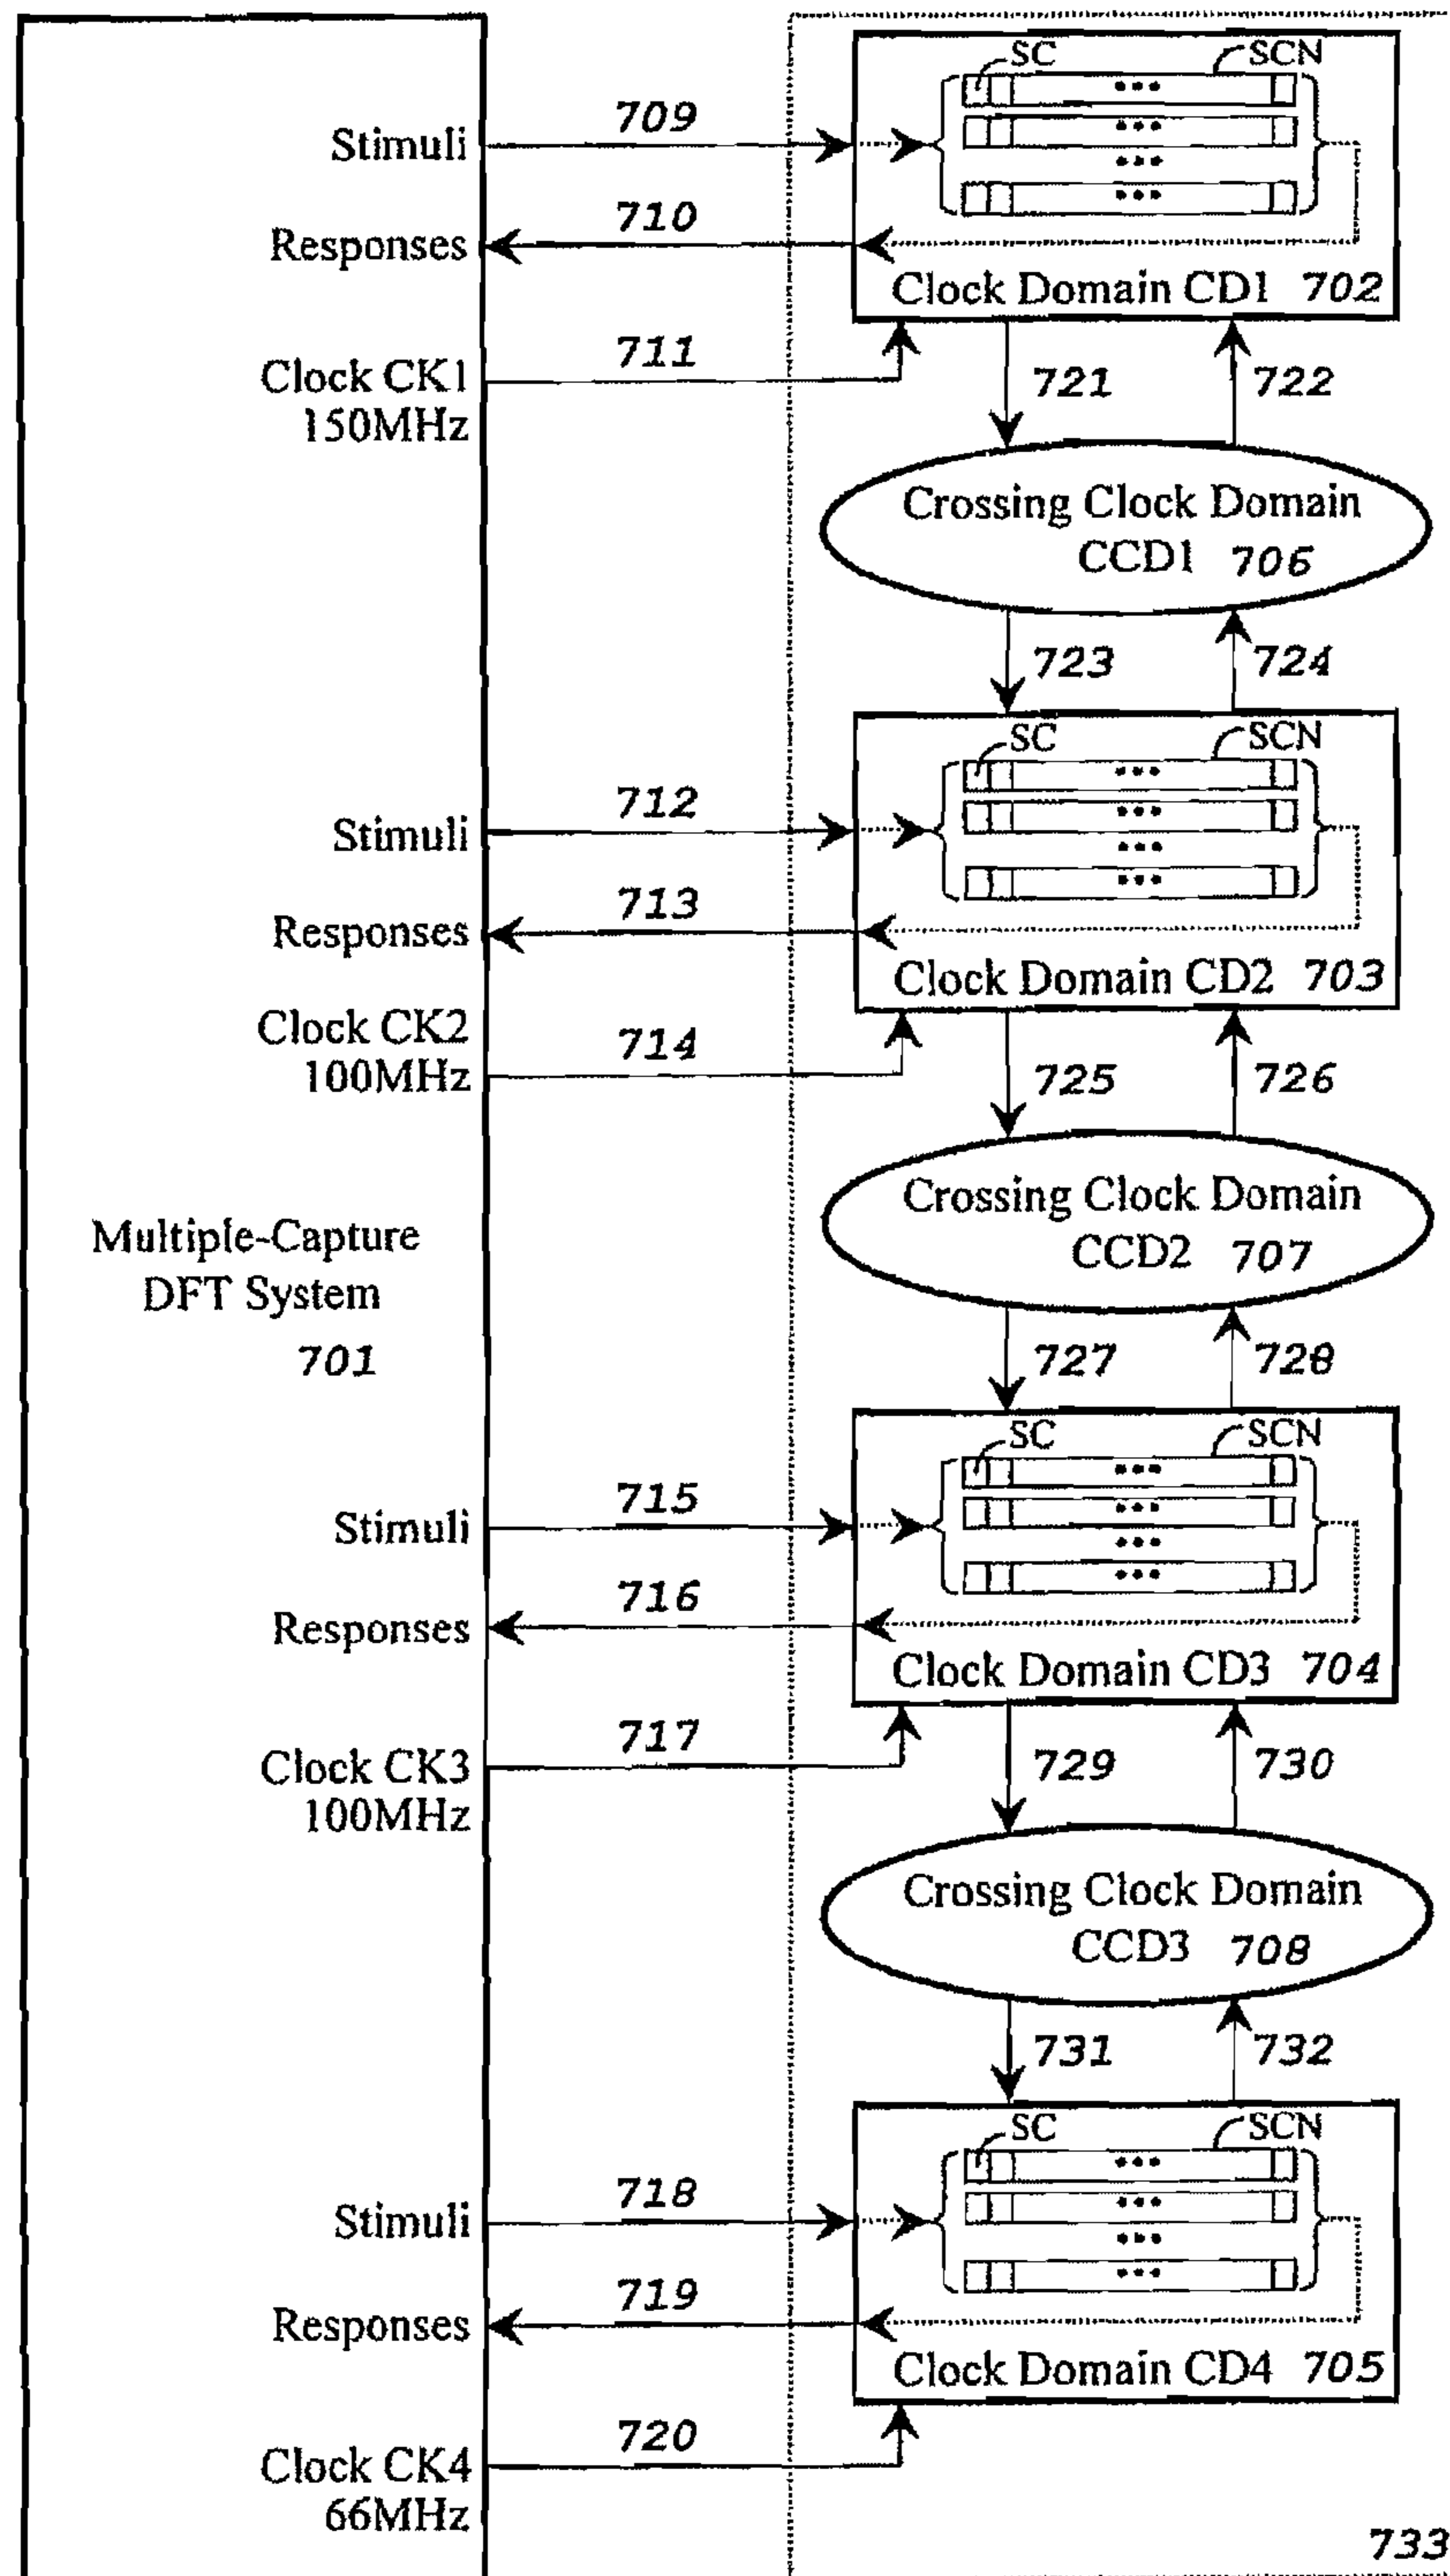 SC SCN
709
Stimuli
710
Responses
Clock Domain CD1 702
711
Clock CK1
150MHz
721 722
Crossing Clock Domain
CCD1 706
723 724
SC SCN
712
Stimuli
713
Responses
Clock Domain CD2 703
Clock CK2
714
100MHz
725 726
Crossing Clock Domain
CCD2 707
Multiple-Capture
DFT System
701
727 728
SC SCN
715
Stimuli
716
Responses
Clock Domain CD3 704
717
Clock CK3
100MHz
729 730
Crossing Clock Domain
CCD3 708
731 732
SC SCN
718
Stimuli
719
Responses
Clock Domain CD4 705
720
Clock CK4
66MHz
733